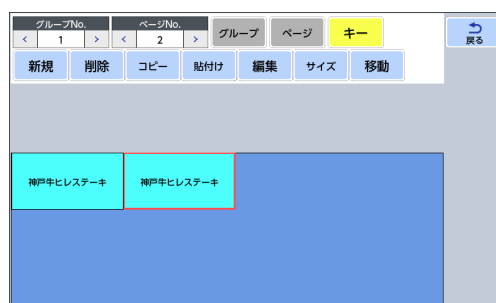 グループNo.
ページNo.
< 1 >
< 2 >
グループ
ページ
キー
戻る
新規
削除
コピー
貼付け
編集
サイズ
移動
神戸牛ヒレステーキ
神戸牛ヒレステーキ